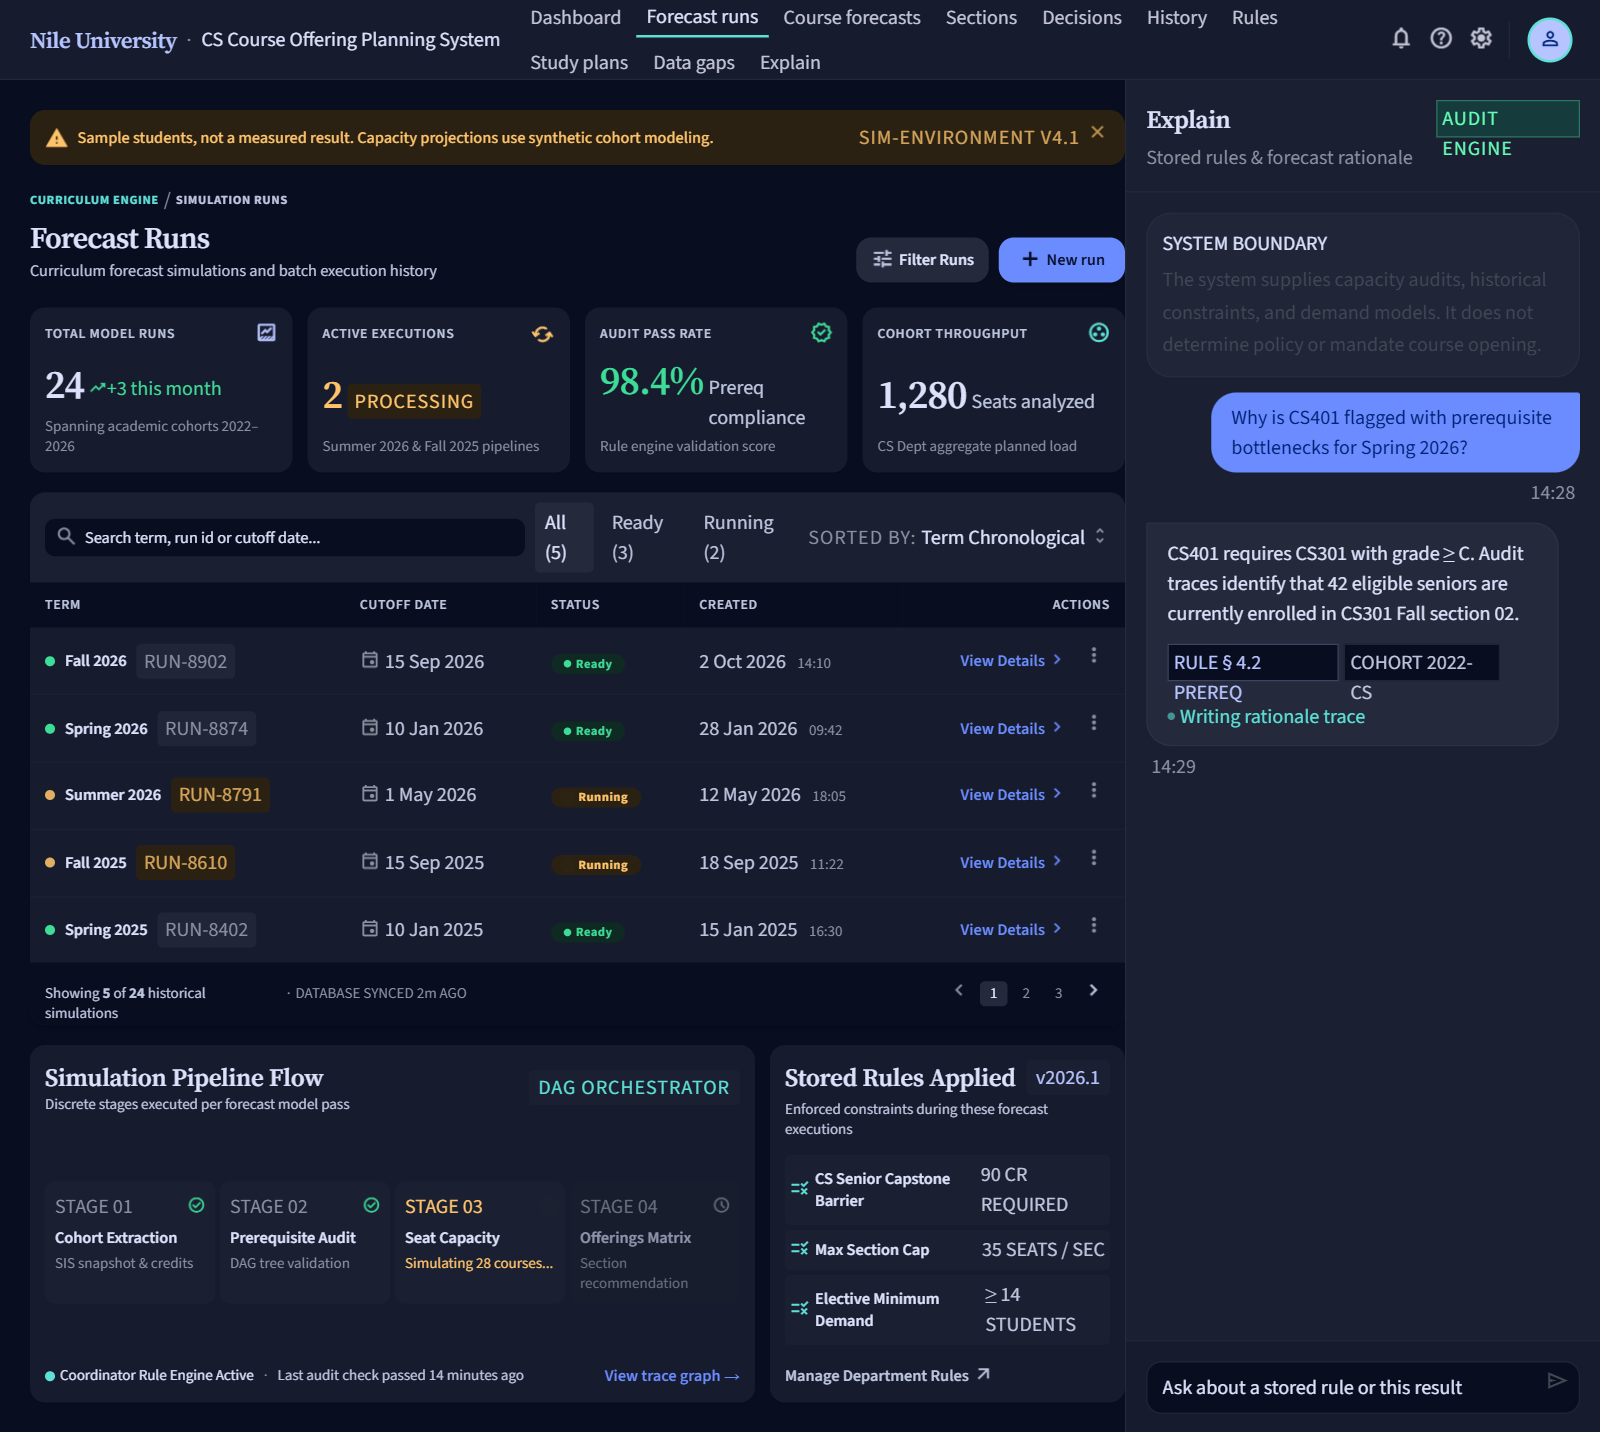 Nile University · CS Course Offering Planning System
Dashboard Forecast runs Course forecasts Sections Decisions History Rules
Study plans Data gaps Explain
Sample students, not a measured result. Capacity projections use synthetic cohort modeling. SIM-ENVIRONMENT V4.1
CURRICULUM ENGINE / SIMULATION RUNS
Forecast Runs
Curriculum forecast simulations and batch execution history
Filter Runs
New run
TOTAL MODEL RUNS
24 +3 this month
Spanning academic cohorts 2022–
2026
ACTIVE EXECUTIONS
2 PROCESSING
Summer 2026 & Fall 2025 pipelines
AUDIT PASS RATE
98.4% Prereq
compliance
Rule engine validation score
COHORT THROUGHPUT
1,280 Seats analyzed
CS Dept aggregate planned load
Search term, run id or cutoff date...
All
(5)
Ready
(3)
Running
(2)
SORTED BY: Term Chronological
TERM CUTOFF DATE STATUS CREATED ACTIONS
Fall 2026 RUN-8902 15 Sep 2026 Ready 2 Oct 2026 14:10 View Details
Spring 2026 RUN-8874 10 Jan 2026 Ready 28 Jan 2026 09:42 View Details
Summer 2026 RUN-8791 1 May 2026 Running 12 May 2026 18:05 View Details
Fall 2025 RUN-8610 15 Sep 2025 Running 18 Sep 2025 11:22 View Details
Spring 2025 RUN-8402 10 Jan 2025 Ready 15 Jan 2025 16:30 View Details
Showing 5 of 24 historical
simulations
· DATABASE SYNCED 2m AGO
1 2 3
Simulation Pipeline Flow
Discrete stages executed per forecast model pass
DAG ORCHESTRATOR
STAGE 01
Cohort Extraction
SIS snapshot & credits
STAGE 02
Prerequisite Audit
DAG tree validation
STAGE 03
Seat Capacity
Simulating 28 courses...
STAGE 04
Offerings Matrix
Section
recommendation
Coordinator Rule Engine Active · Last audit check passed 14 minutes ago View trace graph →
Stored Rules Applied v2026.1
Enforced constraints during these forecast
executions
CS Senior Capstone
Barrier
90 CR
REQUIRED
Max Section Cap 35 SEATS / SEC
Elective Minimum
Demand
≥ 14
STUDENTS
Manage Department Rules
Explain
Stored rules & forecast rationale
AUDIT
ENGINE
SYSTEM BOUNDARY
The system supplies capacity audits, historical
constraints, and demand models. It does not
determine policy or mandate course opening.
Why is CS401 flagged with prerequisite
bottlenecks for Spring 2026?
14:28
CS401 requires CS301 with grade ≥ C. Audit
traces identify that 42 eligible seniors are
currently enrolled in CS301 Fall section 02.
RULE § 4.2
PREREQ
COHORT 2022-
CS
Writing rationale trace
14:29
Ask about a stored rule or this result